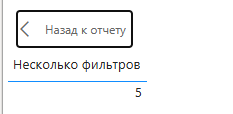 Назад к отчету
Несколько фильтров
5